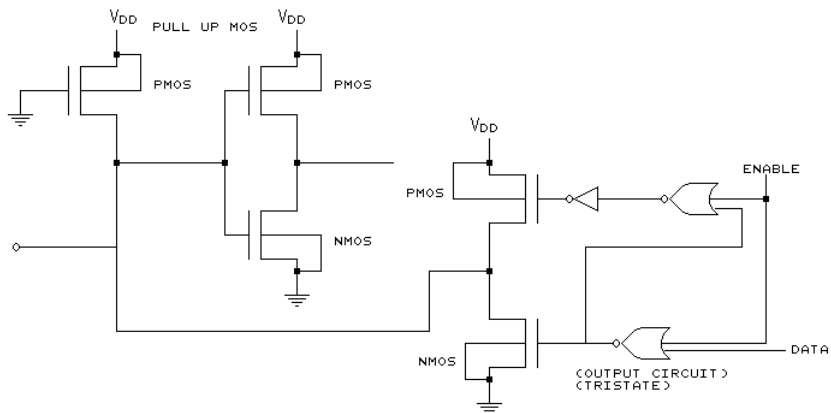 VDD
PULL UP MOS
VDD
PMOS
PMOS
VDD
ENABLE
PMOS
NMOS
DATA
NMOS
(OUTPUT CIRCUIT)
(TRISTATE)